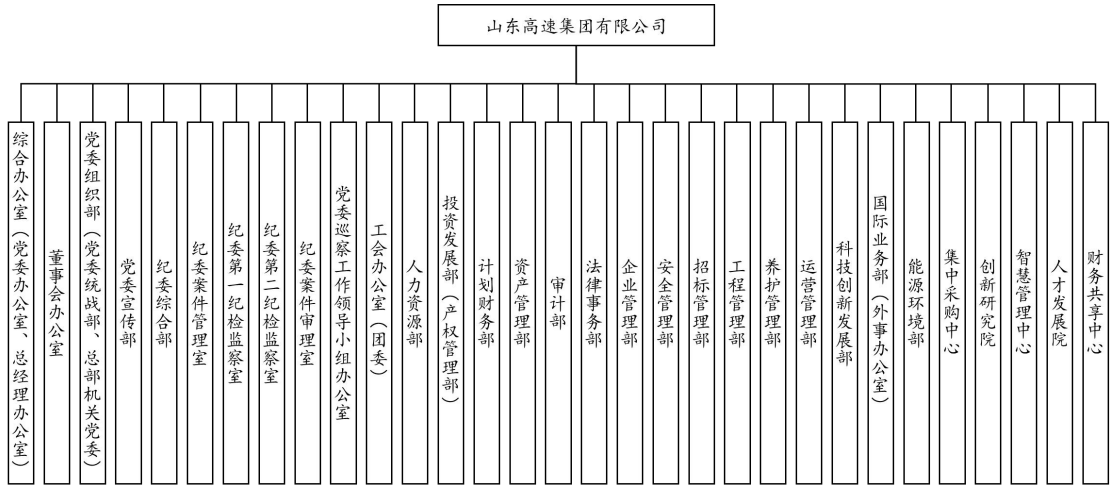 山东高速集团有限公司
综合办公室（党委办公室、总经理办公室）
董事会办公室
党委组织部（党委统战部、总部机关党委）
党委宣传部
纪委综合部
纪委案件管理室
纪委第一纪检监察室
纪委第二纪检监察室
纪委案件审理室
党委巡察工作领导小组办公室
工会办公室（团委）
人力资源部
投资发展部（产权管理部）
计划财务部
资产管理部
审计部
法律事务部
企业管理部
安全管理部
招标管理部
工程管理部
养护管理部
运营管理部
科技创新发展部
国际业务部（外事办公室）
能源环境部
集中采购中心
创新研究院
智慧管理中心
人才发展院
财务共享中心